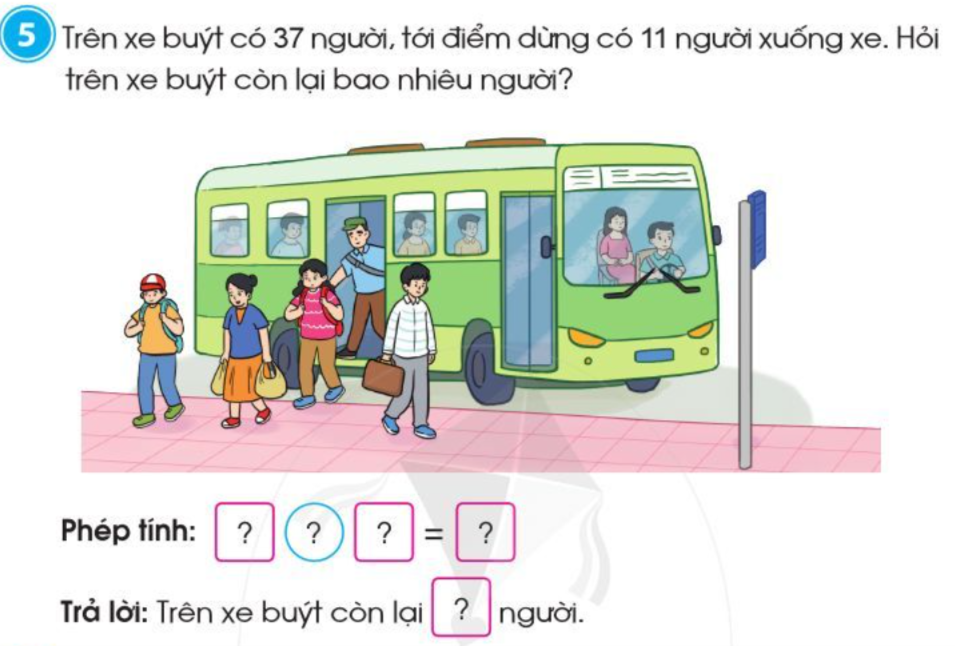 5 Trên xe buýt có 37 người, tới điểm dừng có 11 người xuống xe. Hỏi
trên xe buýt còn lại bao nhiêu người?
Phép tính: ? ? ? = ?
Trả lời: Trên xe buýt còn lại ? người.